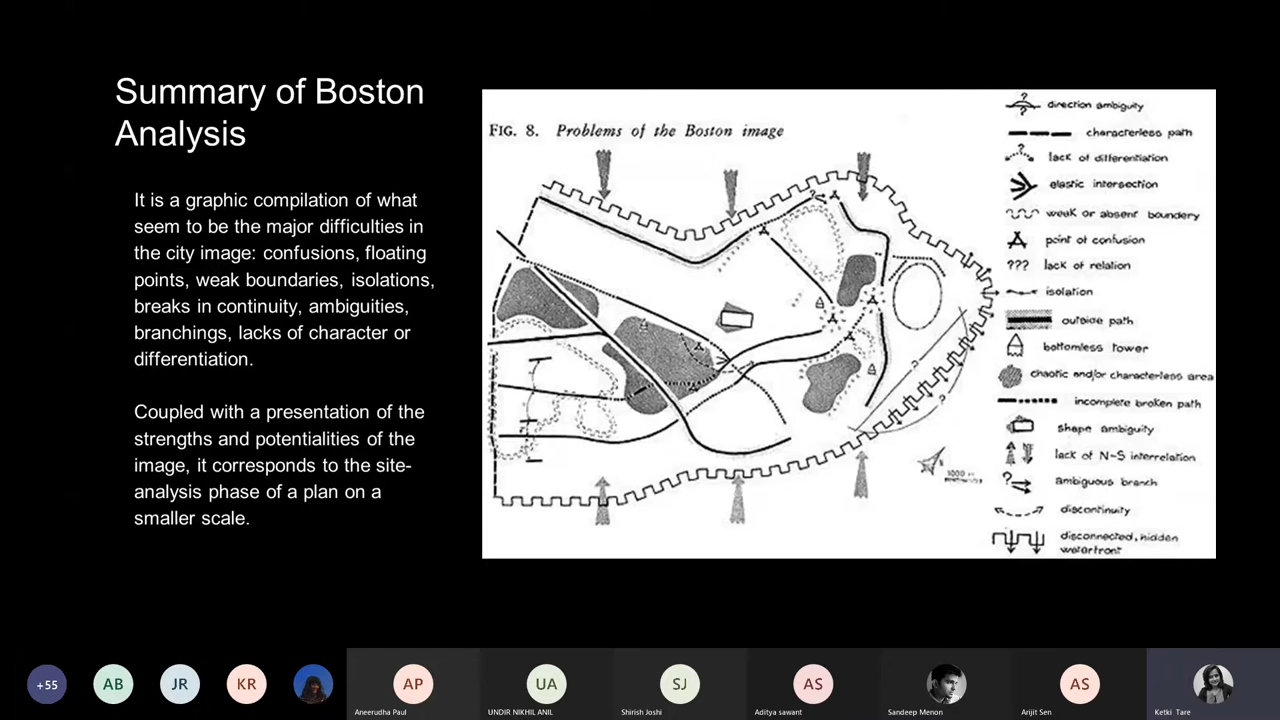 Summary of Boston
Analysis
It is a graphic compilation of what
seem to be the major difficulties in
the city image: confusions, floating
points, weak boundaries, isolations,
breaks in continuity, ambiguities,
branchings, lacks of character or
differentiation.
Coupled with a presentation of the
strengths and potentialities of the
image, it corresponds to the site-
analysis phase of a plan on a
smaller scale.
FIG. 8. Problems of the Boston image
direction ambiguity
characterless path
lack of differentiation
elastic intersection
weak or absent boundary
point of confusion
??? lack of relation
isolation
outside path
bottomless tower
chaotic and/or characterless area
incomplete broken path
shape ambiguity
lack of N-S interrelation
ambiguous branch
discontinuity
disconnected, hidden
waterfront
+55
AB
JR
KR
AP
UA
SJ
AS
AS
Aneerudha Paul
UNDIR NIKHIL ANIL
Shirish Joshi
Aditya sawant
Sandeep Menon
Arijit Sen
Ketki Tare